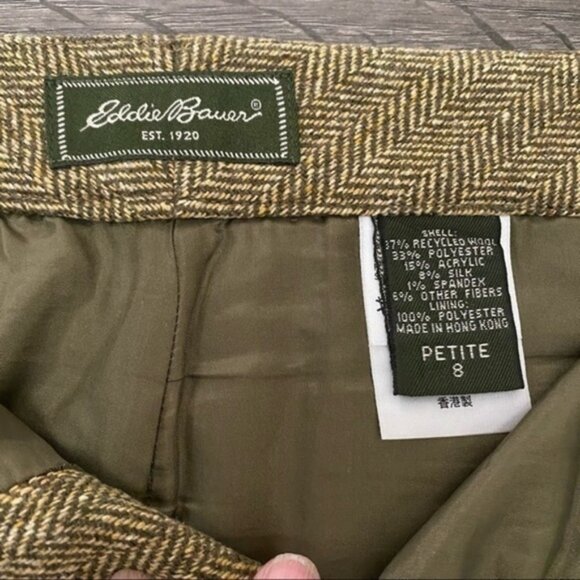 Eddie Bauer®
EST. 1920
SHELL:
37% RECYCLED WOOL
33% POLYESTER
15% ACRYLIC
8% SILK
1% SPANDEX
6% OTHER FIBERS
LINING:
100% POLYESTER
MADE IN HONG KONG
PETITE
8
香港製